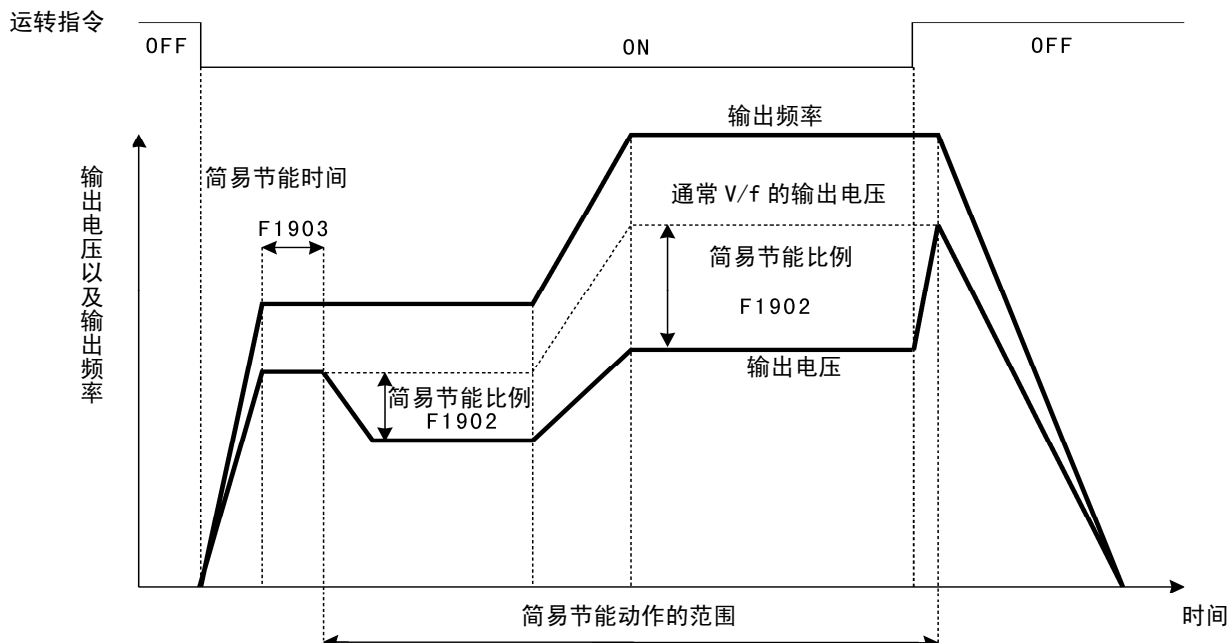 运转指令
OFF
ON
OFF
输出频率
简易节能时间
F1903
通常 V/f 的输出电压
简易节能比例
F1902
输出电压以及输出频率
输出电压
简易节能比例
F1902
简易节能动作的范围
时间